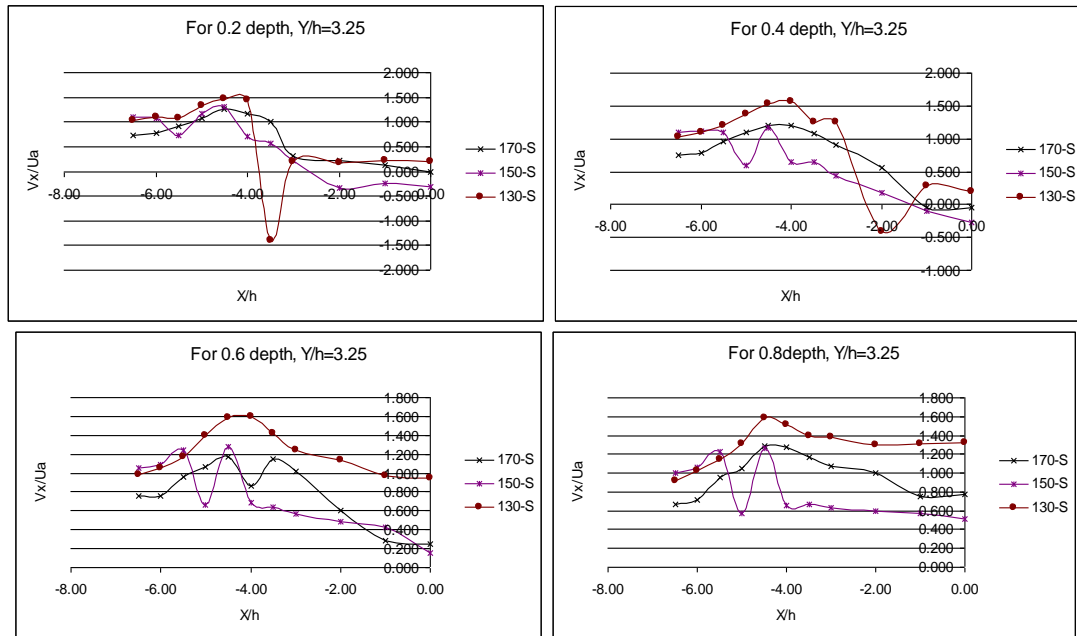 For 0.2 depth, Y/h=3.25
2.000
1.500
1.000
0.500
0.000
-0.500
-1.000
-1.500
-2.000
-8.00 -6.00 -4.00 -2.00 0.00
Vx/Ua
X/h
170-S
150-S
130-S
For 0.4 depth, Y/h=3.25
2.000
1.500
1.000
0.500
0.000
-0.500
-1.000
-8.00 -6.00 -4.00 -2.00 0.00
Vx/Ua
X/h
170-S
150-S
130-S
For 0.6 depth, Y/h=3.25
1.800
1.600
1.400
1.200
1.000
0.800
0.600
0.400
0.200
0.000
-8.00 -6.00 -4.00 -2.00 0.00
Vx/Ua
X/h
170-S
150-S
130-S
For 0.8depth, Y/h=3.25
1.800
1.600
1.400
1.200
1.000
0.800
0.600
0.400
0.200
0.000
-8.00 -6.00 -4.00 -2.00 0.00
Vx/Ua
X/h
170-S
150-S
130-S